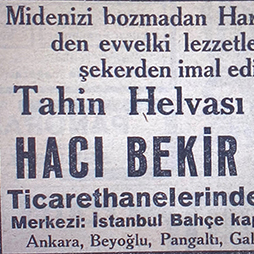 Midenizi bozmadan Har
den evvelki lezzetle
şekerden imal edi
Tahin Helvası
HACI BEKİR
Ticarethanelerinde
Merkezi: İstanbul Bahçe kap
Ankara, Beyoğlu, Pangaltı, Gal